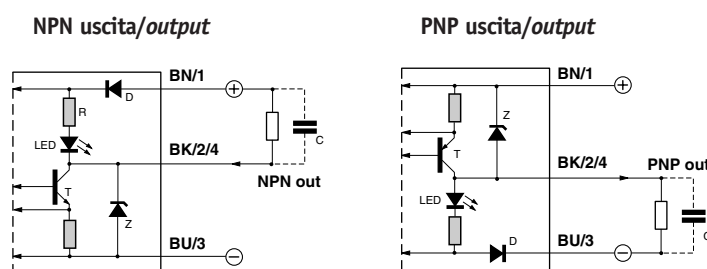 NPN uscita/output
BN/1
D
R
LED
BK/2/4
C
NPN out
T
Z
BU/3
PNP uscita/output
BN/1
Z
T
BK/2/4
PNP out
LED
C
D
BU/3